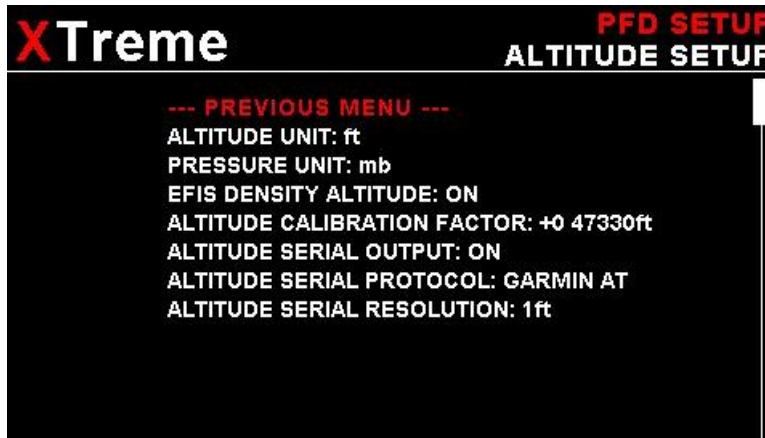 XTreme
PFD SETUP
ALTITUDE SETUP
--- PREVIOUS MENU ---
ALTITUDE UNIT: ft
PRESSURE UNIT: mb
EFIS DENSITY ALTITUDE: ON
ALTITUDE CALIBRATION FACTOR: +0 47330ft
ALTITUDE SERIAL OUTPUT: ON
ALTITUDE SERIAL PROTOCOL: GARMIN AT
ALTITUDE SERIAL RESOLUTION: 1ft